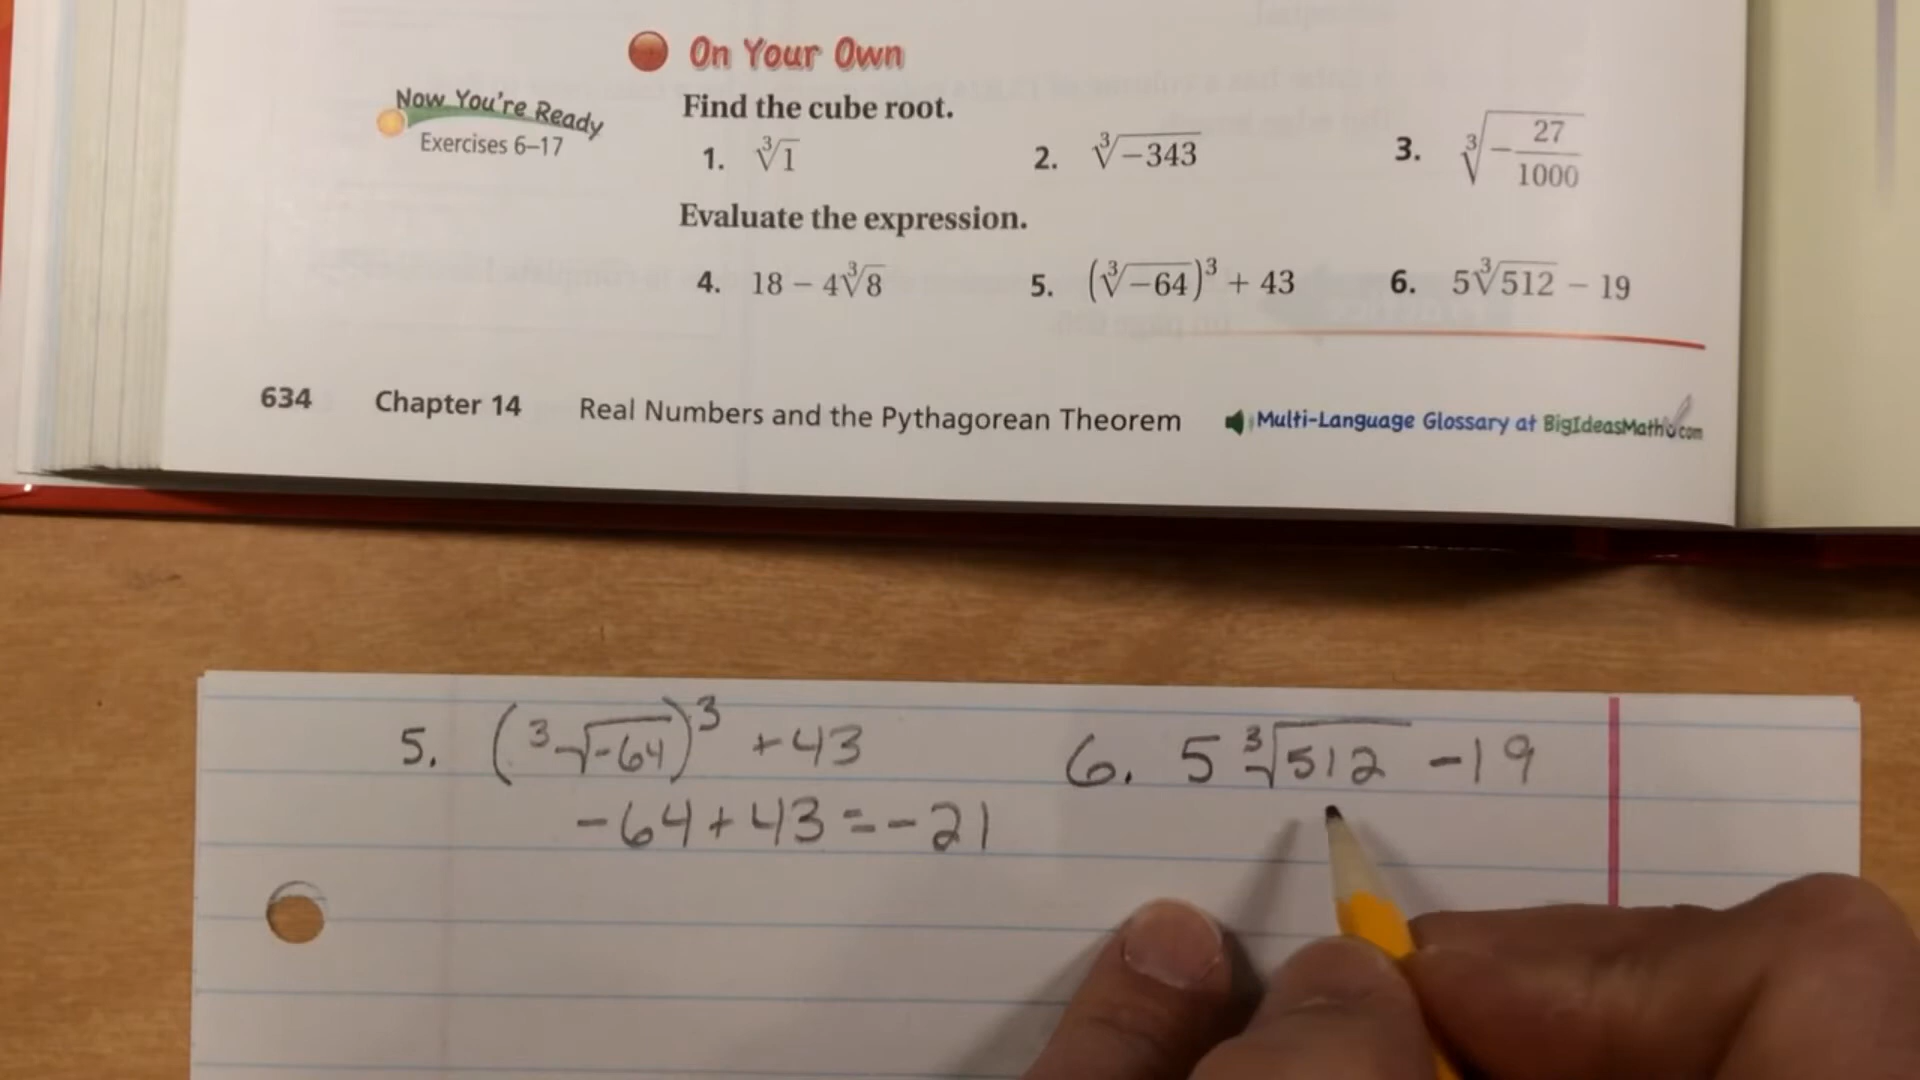 On Your Own
Now You're Ready
Exercises 6–17
Find the cube root.
1. ∛1 2. ∛−343 3. ∛−27/1000
Evaluate the expression.
4. 18 − 4∛8 5. (∛−64)³ + 43 6. 5∛512 − 19
634 Chapter 14 Real Numbers and the Pythagorean Theorem Multi-Language Glossary at BigIdeasMath.com
5. (∛-64)³ + 43 6. 5 ∛512 - 19
-64 + 43 = -21